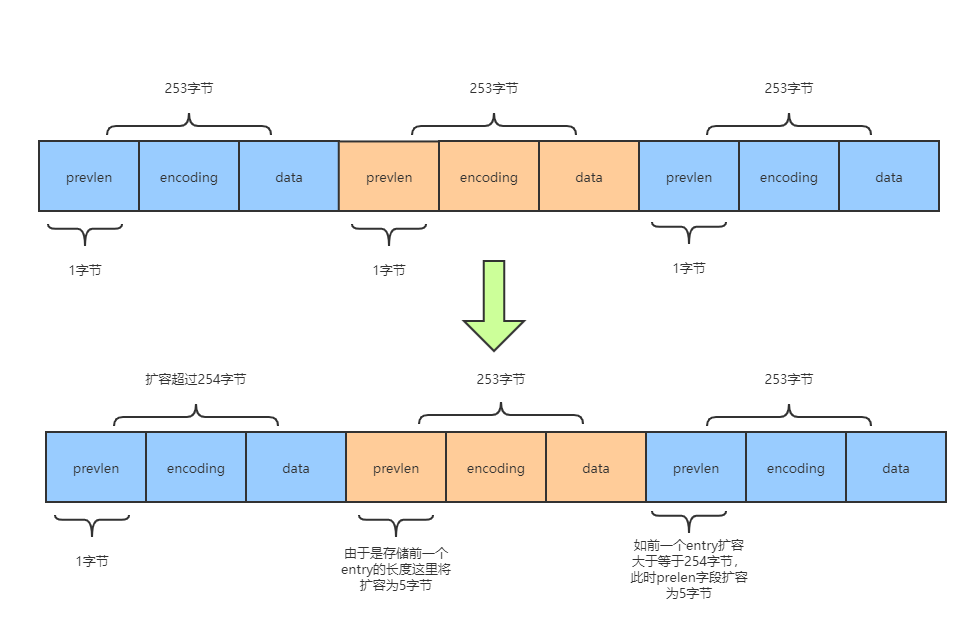 253字节
253字节
253字节
prevlen
encoding
data
prevlen
encoding
data
prevlen
encoding
data
1字节
1字节
1字节
扩容超过254字节
253字节
253字节
prevlen
encoding
data
prevlen
encoding
data
prevlen
encoding
data
1字节
由于是存储前一个
entry的长度这里将
扩容为5字节
如前一个entry扩容
大于等于254字节，
此时prelen字段扩容
为5字节